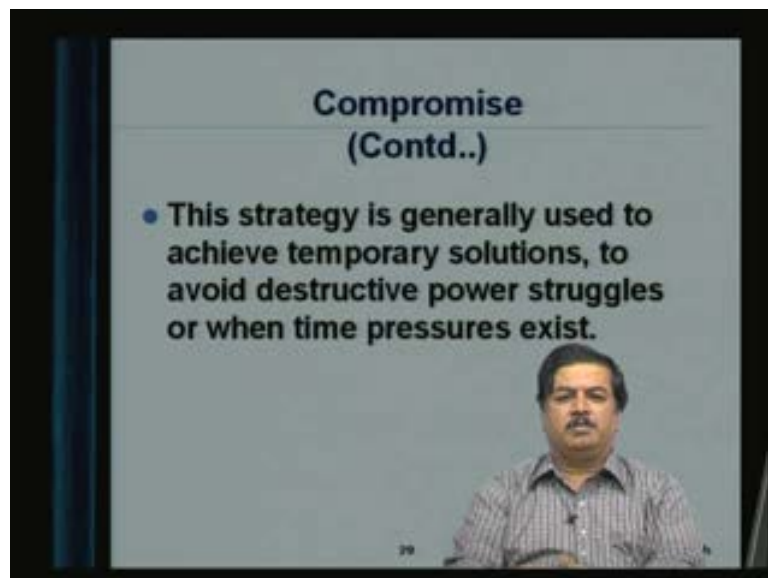 Compromise
(Contd..)
This strategy is generally used to
achieve temporary solutions, to
avoid destructive power struggles
or when time pressures exist.